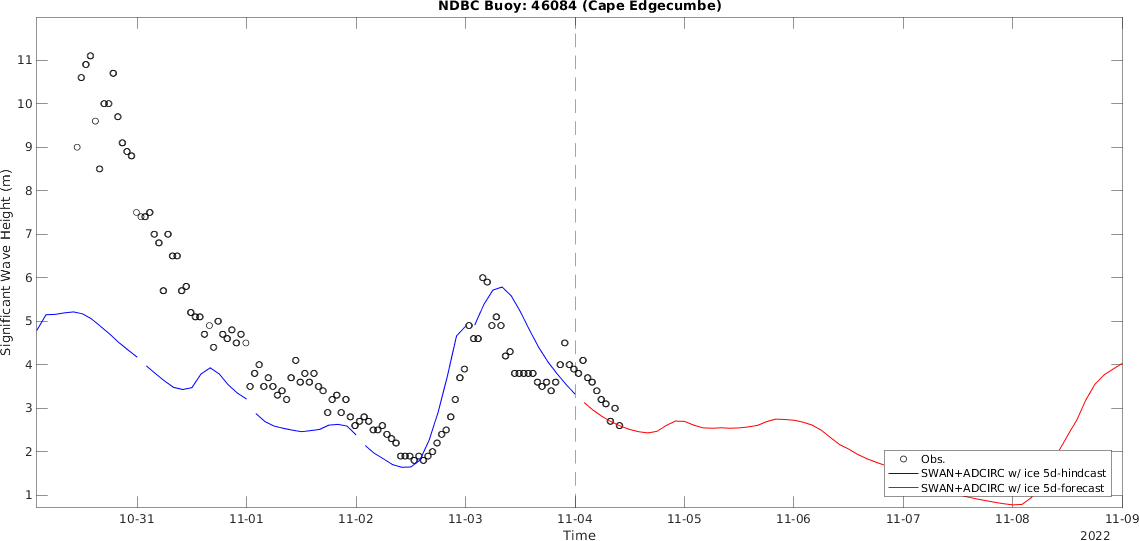 NDBC Buoy: 46084 (Cape Edgecumbe)
11
10
9
8
7
6
5
4
3
2
1
Significant Wave Height (m)
Obs.
SWAN+ADCIRC w/ ice 5d-hindcast
SWAN+ADCIRC w/ ice 5d-forecast
10-31 11-01 11-02 11-03 11-04 11-05 11-06 11-07 11-08 11-09
Time
2022